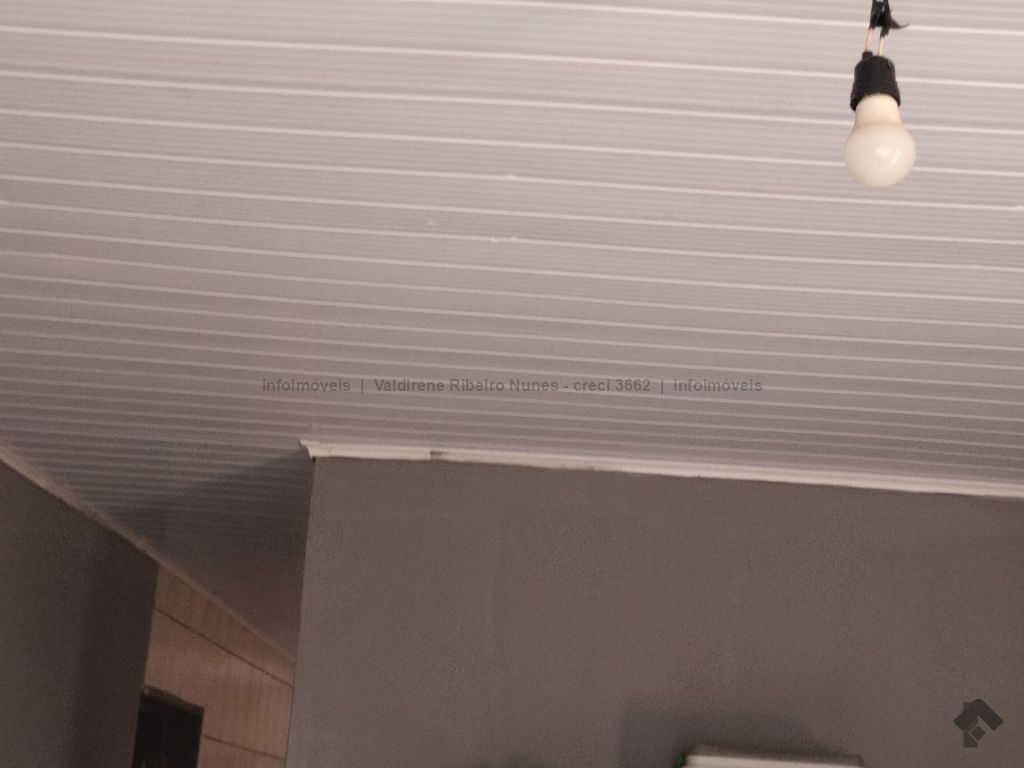 infoimóveis | Valdirene Ribeiro Nunes - creci 3662 | infoimóveis